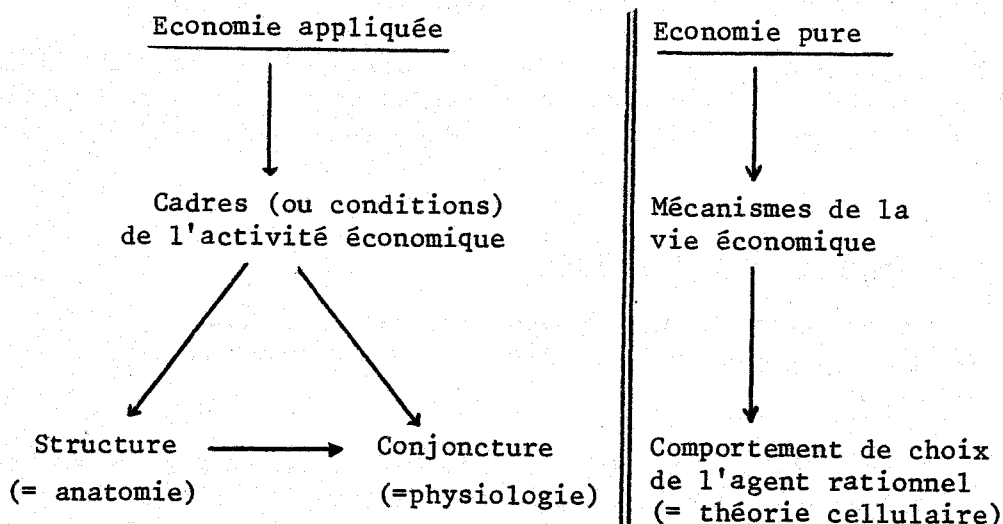 Economie appliquée
Cadres (ou conditions)
de l'activité économique
Structure
(= anatomie)
Conjoncture
(=physiologie)
Economie pure
Mécanismes de la
vie économique
Comportement de choix
de l'agent rationnel
(= théorie cellulaire)